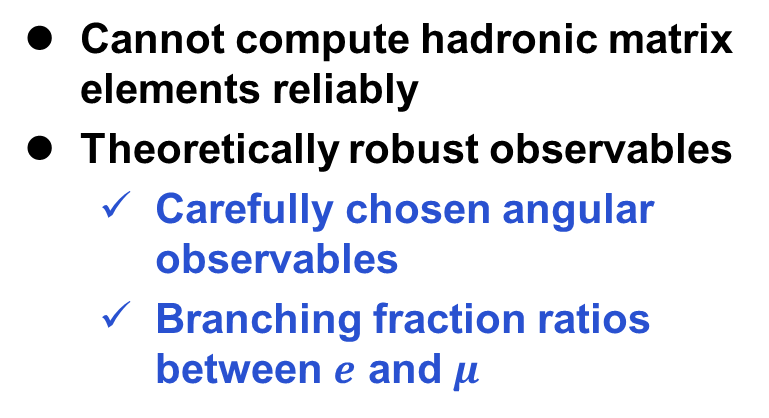 ● Cannot compute hadronic matrix
elements reliably
● Theoretically robust observables
✓ Carefully chosen angular
observables
✓ Branching fraction ratios
between e and μ